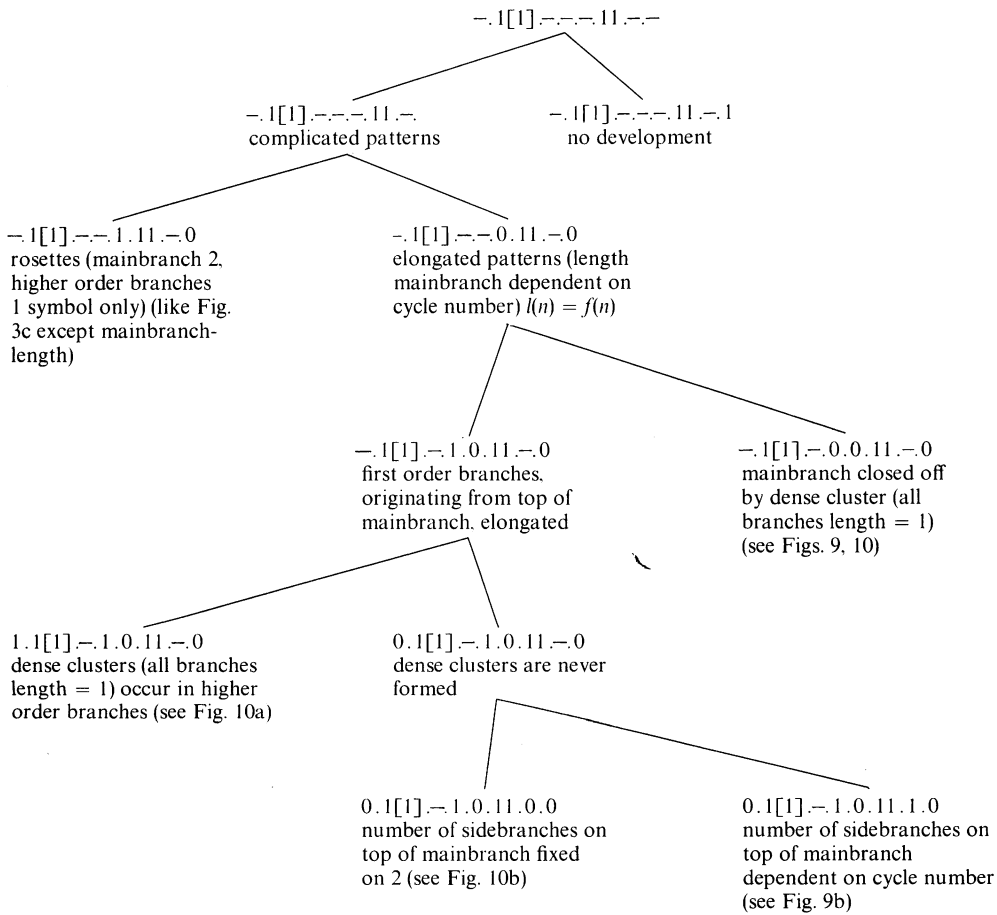 –.1[1].–.–.–.11.–.–
–.1[1].–.–.–.11.–.
complicated patterns
–.1[1].–.–.–.11.–.1
no development
–.1[1].–.–.1.11.–.0
rosettes (mainbranch 2,
higher order branches
1 symbol only) (like Fig.
3c except mainbranch-
length)
–.1[1].–.–.0.11.–.0
elongated patterns (length
mainbranch dependent on
cycle number) l(n) = f(n)
–.1[1].–.1.0.11.–.0
first order branches,
originating from top of
mainbranch, elongated
–.1[1].–.0.0.11.–.0
mainbranch closed off
by dense cluster (all
branches length = 1)
(see Figs. 9, 10)
1.1[1].–.1.0.11.–.0
dense clusters (all branches
length = 1) occur in higher
order branches (see Fig. 10a)
0.1[1].–.1.0.11.–.0
dense clusters are never
formed
0.1[1].–.1.0.11.0.0
number of sidebranches on
top of mainbranch fixed
on 2 (see Fig. 10b)
0.1[1].–.1.0.11.1.0
number of sidebranches on
top of mainbranch
dependent on cycle number
(see Fig. 9b)